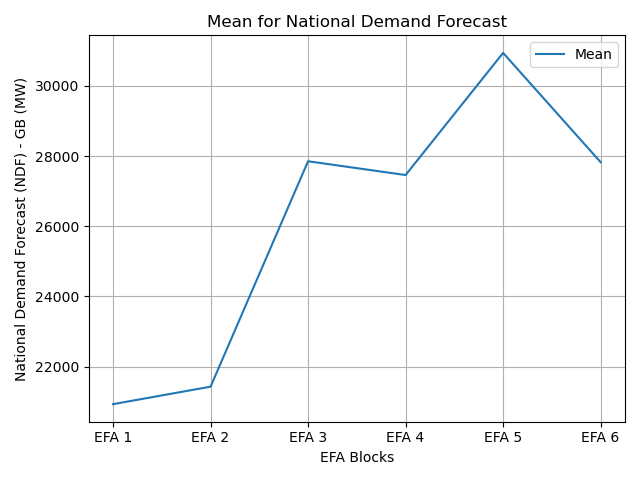 Mean for National Demand Forecast
Mean
National Demand Forecast (NDF) - GB (MW)
30000
28000
26000
24000
22000
EFA 1 EFA 2 EFA 3 EFA 4 EFA 5 EFA 6
EFA Blocks